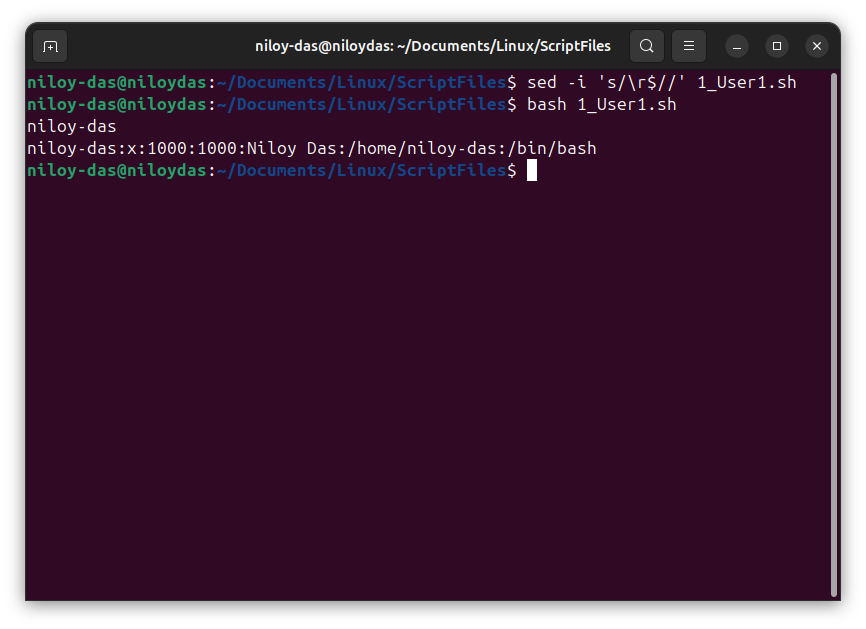 niloy-das@niloydas: ~/Documents/Linux/ScriptFiles
niloy-das@niloydas:~/Documents/Linux/ScriptFiles$ sed -i 's/\r$//' 1_User1.sh
niloy-das@niloydas:~/Documents/Linux/ScriptFiles$ bash 1_User1.sh
niloy-das
niloy-das:x:1000:1000:Niloy Das:/home/niloy-das:/bin/bash
niloy-das@niloydas:~/Documents/Linux/ScriptFiles$